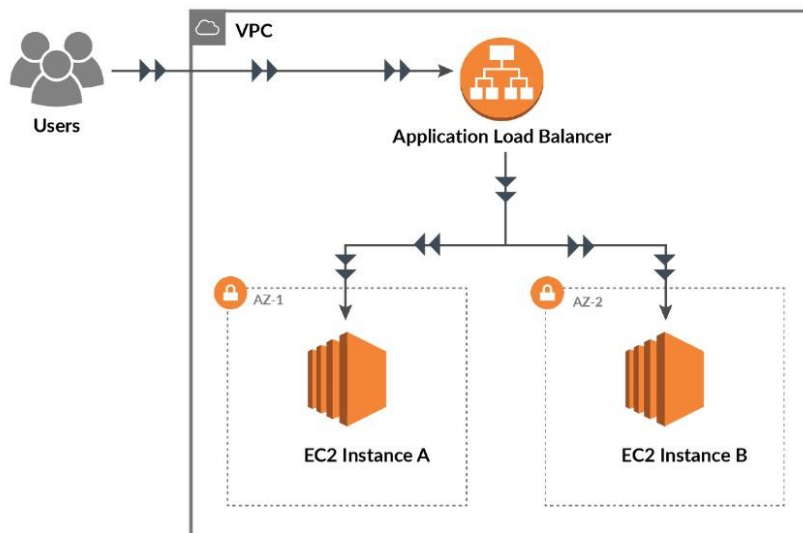 VPC
Users
Application Load Balancer
AZ-1
AZ-2
EC2 Instance A
EC2 Instance B